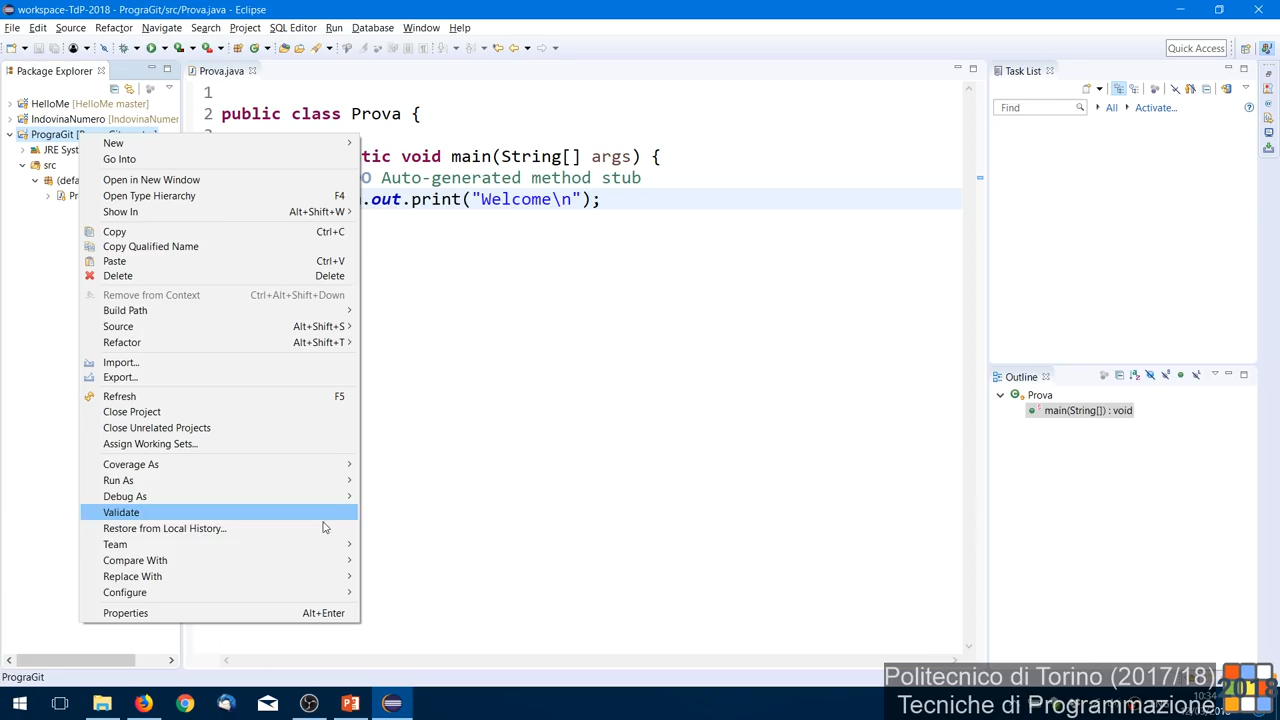 workspace-TdP-2018 - PrograGit/src/Prova.java - Eclipse
File Edit Source Refactor Navigate Search Project Run SQL Editor Run Database Window Help
Quick Access
Package Explorer
HelloMe [HelloMe master]
IndovinaNumero [IndovinaNumer
PrograGit
JRE Sys
src
(defa
Pr
New
Go Into
Open in New Window
Open Type Hierarchy F4
Show In Alt+Shift+W
Copy Ctrl+C
Copy Qualified Name
Paste Ctrl+V
Delete Delete
Remove from Context Ctrl+Alt+Shift+Down
Build Path
Source Alt+Shift+S
Refactor Alt+Shift+T
Import...
Export...
Refresh F5
Close Project
Close Unrelated Projects
Assign Working Sets...
Coverage As
Run As
Debug As
Validate
Restore from Local History...
Team
Compare With
Replace With
Configure
Properties Alt+Enter
Prova.java
1
2 public class Prova {
tic void main(String[] args) {
O Auto-generated method stub
.out.print("Welcome\n");
Task List
Find All Activate...
Outline
Prova
main(String[]) : void
PrograGit
Politecnico di Torino (2017/18)
Tecniche di Programmazione
2018
10:34